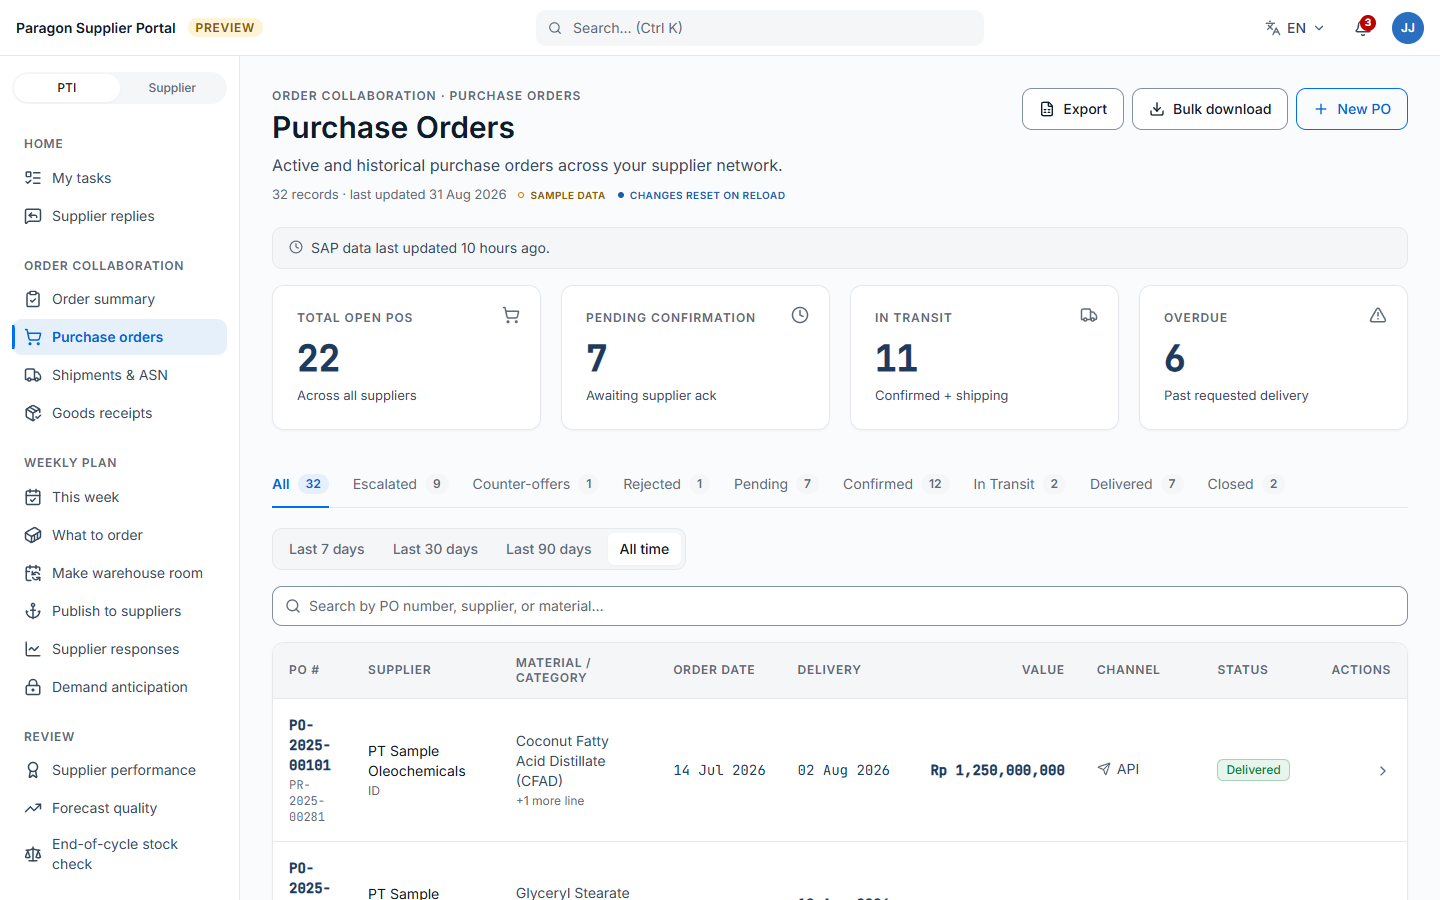 Paragon Supplier Portal PREVIEW
Search... (Ctrl K)
EN
3
JJ
PTI Supplier
HOME
My tasks
Supplier replies
ORDER COLLABORATION
Order summary
Purchase orders
Shipments & ASN
Goods receipts
WEEKLY PLAN
This week
What to order
Make warehouse room
Publish to suppliers
Supplier responses
Demand anticipation
REVIEW
Supplier performance
Forecast quality
End-of-cycle stock
check
ORDER COLLABORATION · PURCHASE ORDERS
Purchase Orders
Active and historical purchase orders across your supplier network.
32 records · last updated 31 Aug 2026 SAMPLE DATA CHANGES RESET ON RELOAD
Export Bulk download New PO
SAP data last updated 10 hours ago.
TOTAL OPEN POS
22
Across all suppliers
PENDING CONFIRMATION
7
Awaiting supplier ack
IN TRANSIT
11
Confirmed + shipping
OVERDUE
6
Past requested delivery
All 32 Escalated 9 Counter-offers 1 Rejected 1 Pending 7 Confirmed 12 In Transit 2 Delivered 7 Closed 2
Last 7 days Last 30 days Last 90 days All time
Search by PO number, supplier, or material...
PO # SUPPLIER MATERIAL / CATEGORY ORDER DATE DELIVERY VALUE CHANNEL STATUS ACTIONS
PO-
2025-
00101
PR-
2025-
00281
PT Sample
Oleochemicals
ID
Coconut Fatty
Acid Distillate
(CFAD)
+1 more line
14 Jul 2026
02 Aug 2026
Rp 1,250,000,000
API
Delivered
PO-
2025-
PT Sample
Glyceryl Stearate